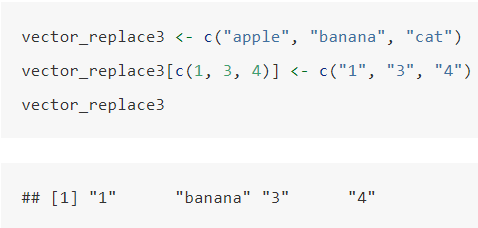 vector_replace3 <- c("apple", "banana", "cat")
vector_replace3[c(1, 3, 4)] <- c("1", "3", "4")
vector_replace3
## [1] "1"      "banana" "3"      "4"